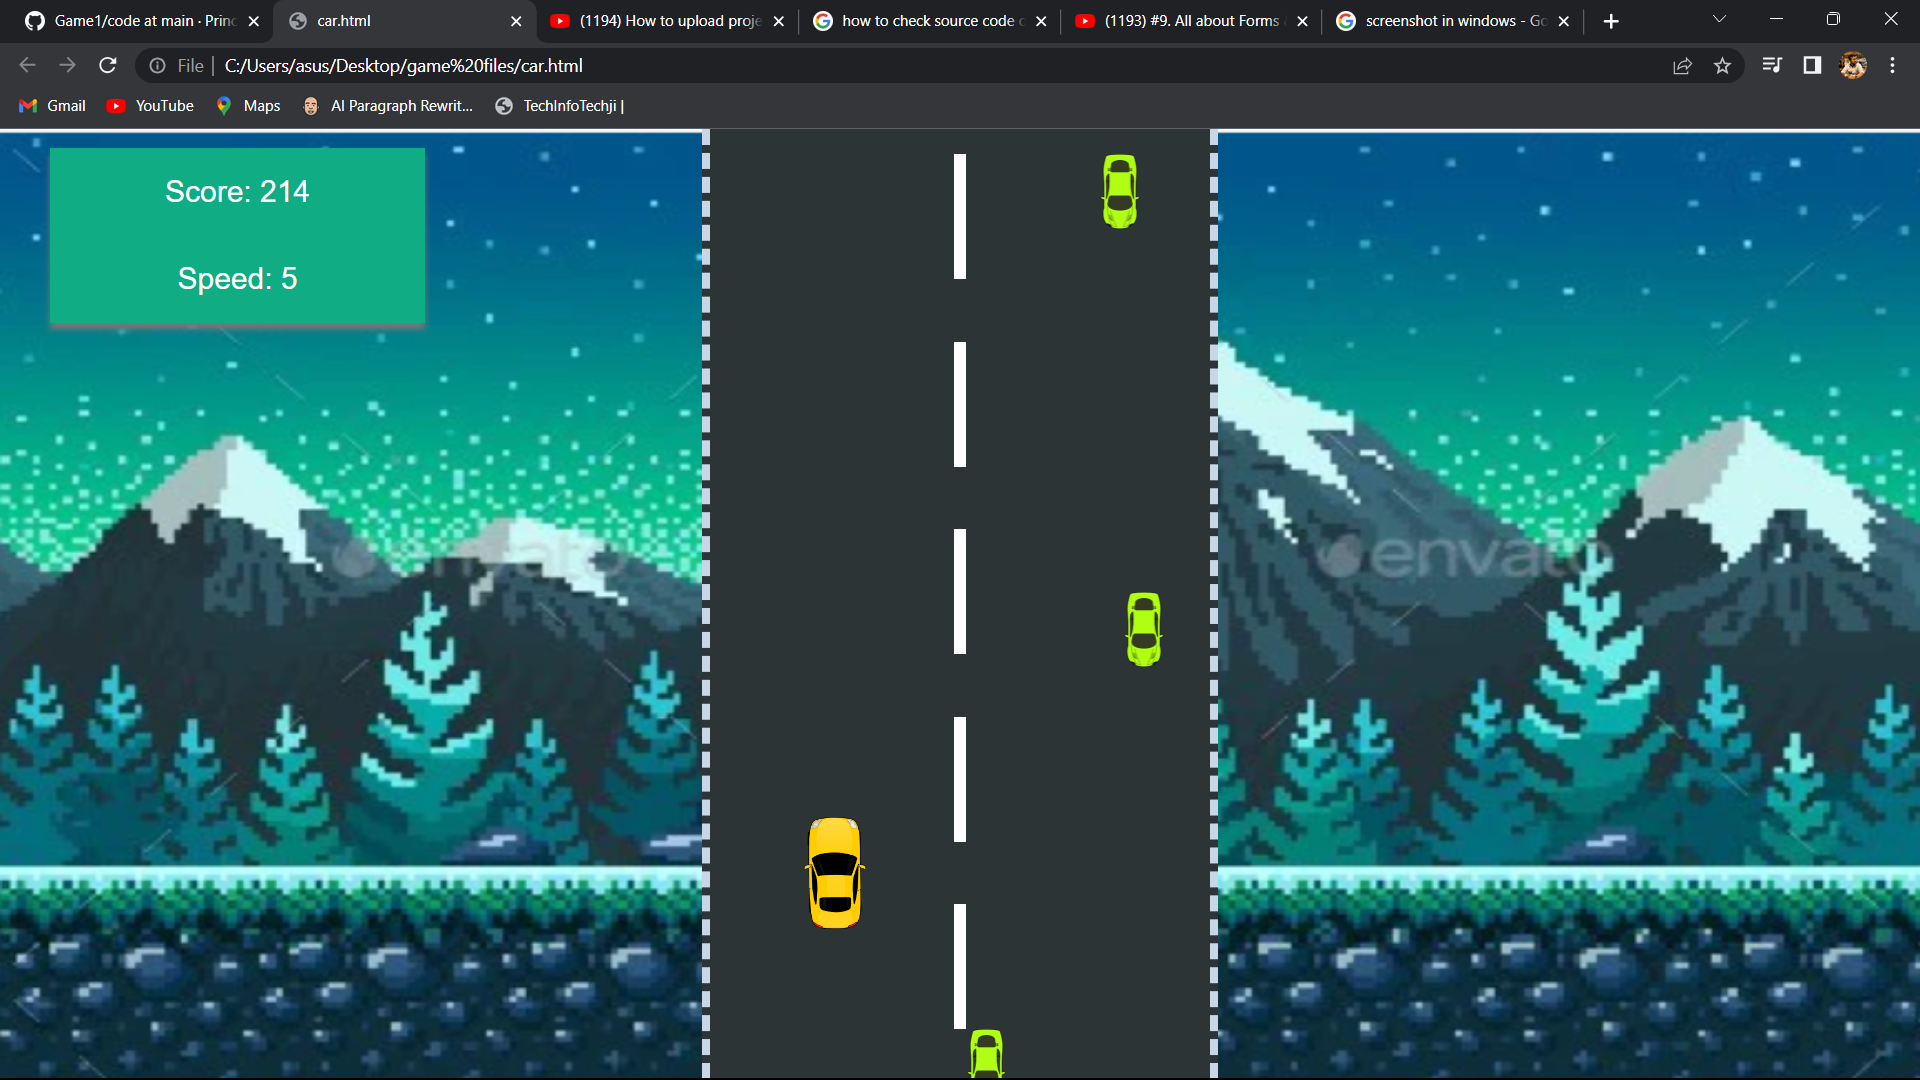 Game1/code at main · Princ
car.html
(1194) How to upload proje
how to check source code o
(1193) #9. All about Forms
screenshot in windows - Go
File
C:/Users/asus/Desktop/game%20files/car.html
Gmail
YouTube
Maps
AI Paragraph Rewrit...
TechInfoTechji |
Score: 214
Speed: 5
envato
envato